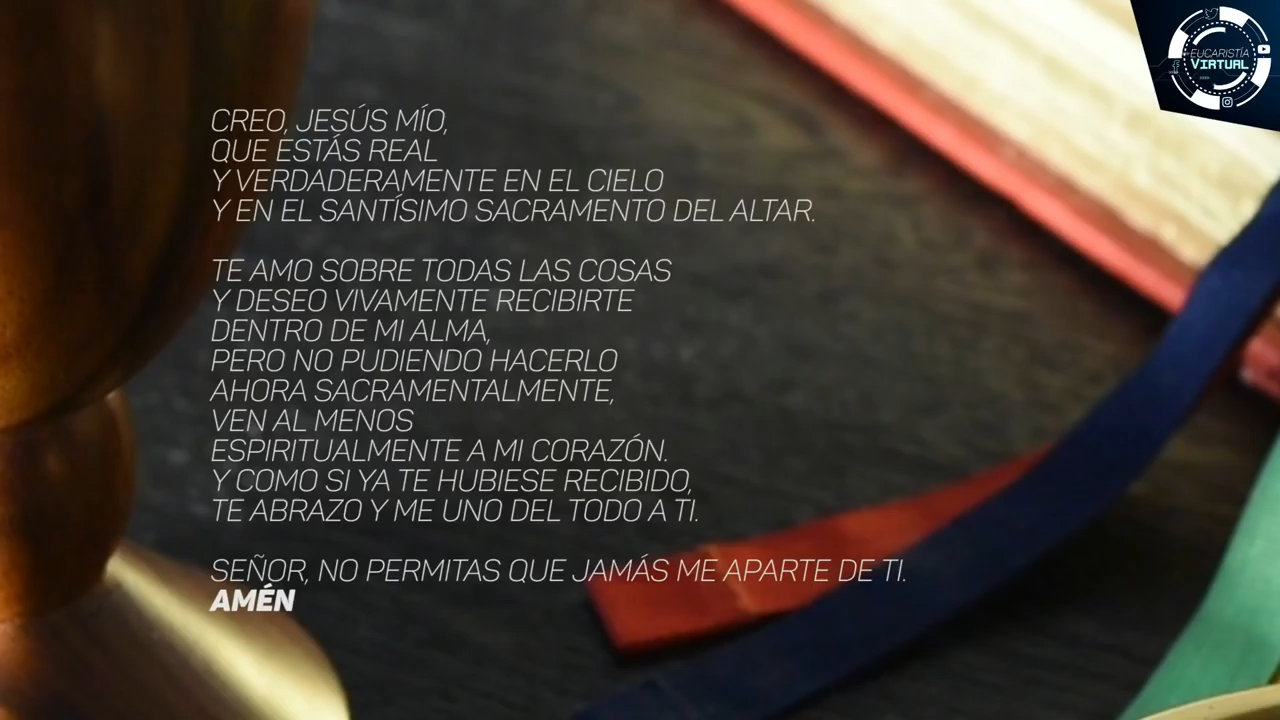 EUCARISTÍA
VIRTUAL
CREO, JESÚS MÍO,
QUE ESTÁS REAL
Y VERDADERAMENTE EN EL CIELO
Y EN EL SANTÍSIMO SACRAMENTO DEL ALTAR.
TE AMO SOBRE TODAS LAS COSAS
Y DESEO VIVAMENTE RECIBIRTE
DENTRO DE MI ALMA,
PERO NO PUDIENDO HACERLO
AHORA SACRAMENTALMENTE,
VEN AL MENOS
ESPIRITUALMENTE A MI CORAZÓN.
Y COMO SI YA TE HUBIESE RECIBIDO,
TE ABRAZO Y ME UNO DEL TODO A TI.
SEÑOR, NO PERMITAS QUE JAMÁS ME APARTE DE TI.
AMÉN